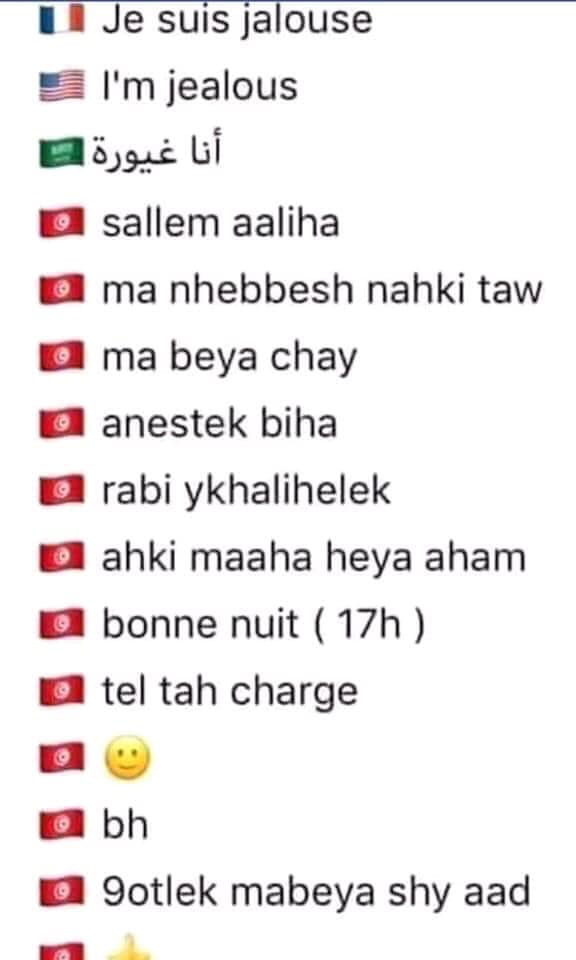 🇫🇷 Je suis jalouse
🇺🇸 I'm jealous
🇸🇦 أنا غيورة
🇹🇳 sallem aaliha
🇹🇳 ma nhebbesh nahki taw
🇹🇳 ma beya chay
🇹🇳 anestek biha
🇹🇳 rabi ykhalihelek
🇹🇳 ahki maaha heya aham
🇹🇳 bonne nuit ( 17h )
🇹🇳 tel tah charge
🇹🇳 🙂
🇹🇳 bh
🇹🇳 9otlek mabeya shy aad